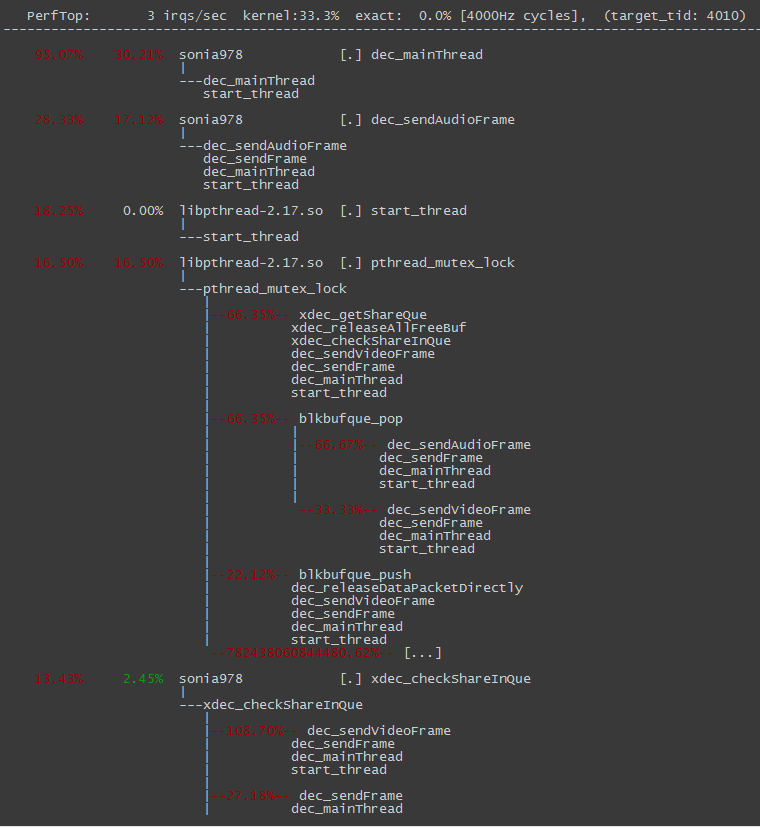 PerfTop:       3 irqs/sec  kernel:33.3%  exact:  0.0% [4000Hz cycles],  (target_tid: 4010)
-------------------------------------------------------------------------------
95.07%    30.21%  sonia978            [.] dec_mainThread
|
---dec_mainThread
start_thread
28.33%    17.12%  sonia978            [.] dec_sendAudioFrame
|
---dec_sendAudioFrame
dec_sendFrame
dec_mainThread
start_thread
18.25%     0.00%  libpthread-2.17.so  [.] start_thread
|
---start_thread
16.50%    16.50%  libpthread-2.17.so  [.] pthread_mutex_lock
|
---pthread_mutex_lock
|
|--66.35%-- xdec_getShareQue
|          xdec_releaseAllFreeBuf
|          xdec_checkShareInQue
|          dec_sendVideoFrame
|          dec_sendFrame
|          dec_mainThread
|          start_thread
|
|--66.35%-- blkbufque_pop
|          |
|          |--66.67%-- dec_sendAudioFrame
|          |          dec_sendFrame
|          |          dec_mainThread
|          |          start_thread
|          |
|           --33.33%-- dec_sendVideoFrame
|                     dec_sendFrame
|                     dec_mainThread
|                     start_thread
|
|--22.12%-- blkbufque_push
|          dec_releaseDataPacketDirectly
|          dec_sendVideoFrame
|          dec_sendFrame
|          dec_mainThread
|          start_thread
--782438060844480.62%-- [...]
13.43%     2.45%  sonia978            [.] xdec_checkShareInQue
|
---xdec_checkShareInQue
|
|--108.70%-- dec_sendVideoFrame
|          dec_sendFrame
|          dec_mainThread
|          start_thread
|
|--27.18%-- dec_sendFrame
|          dec_mainThread